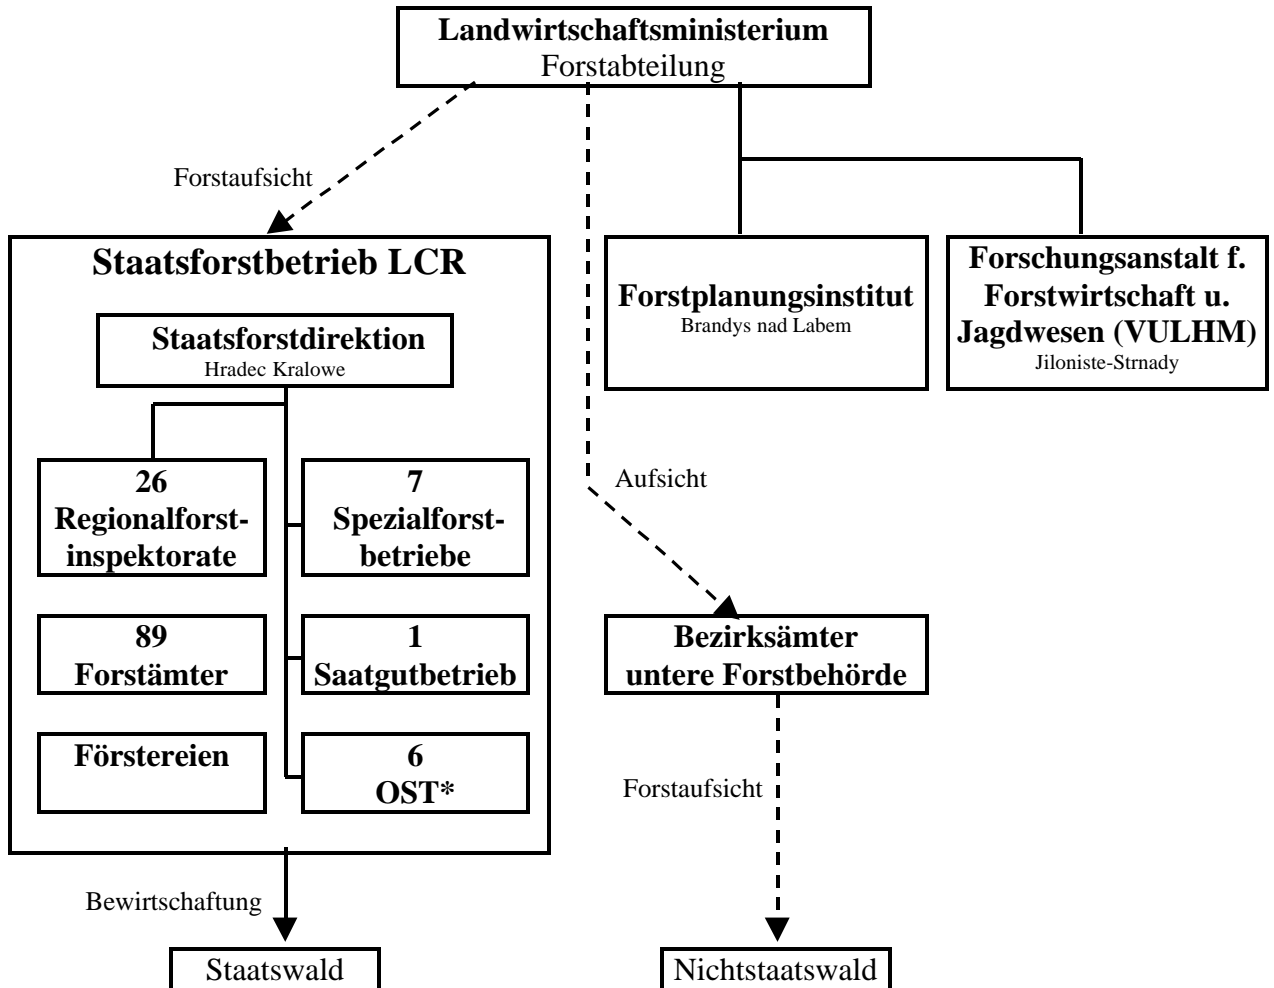 Landwirtschaftsministerium
Forstabteilung
Forstaufsicht
Staatsforstbetrieb LCR
Staatsforstdirektion
Hradec Kralowe
26
Regionalforst-
inspektorate
7
Spezialforst-
betriebe
89
Forstämter
1
Saatgutbetrieb
Förstereien
6
OST*
Bewirtschaftung
Staatswald
Forstplanungsinstitut
Brandys nad Labem
Forschungsanstalt f.
Forstwirtschaft u.
Jagdwesen (VULHM)
Jiloniste-Strnady
Aufsicht
Bezirksämter
untere Forstbehörde
Forstaufsicht
Nichtstaatswald